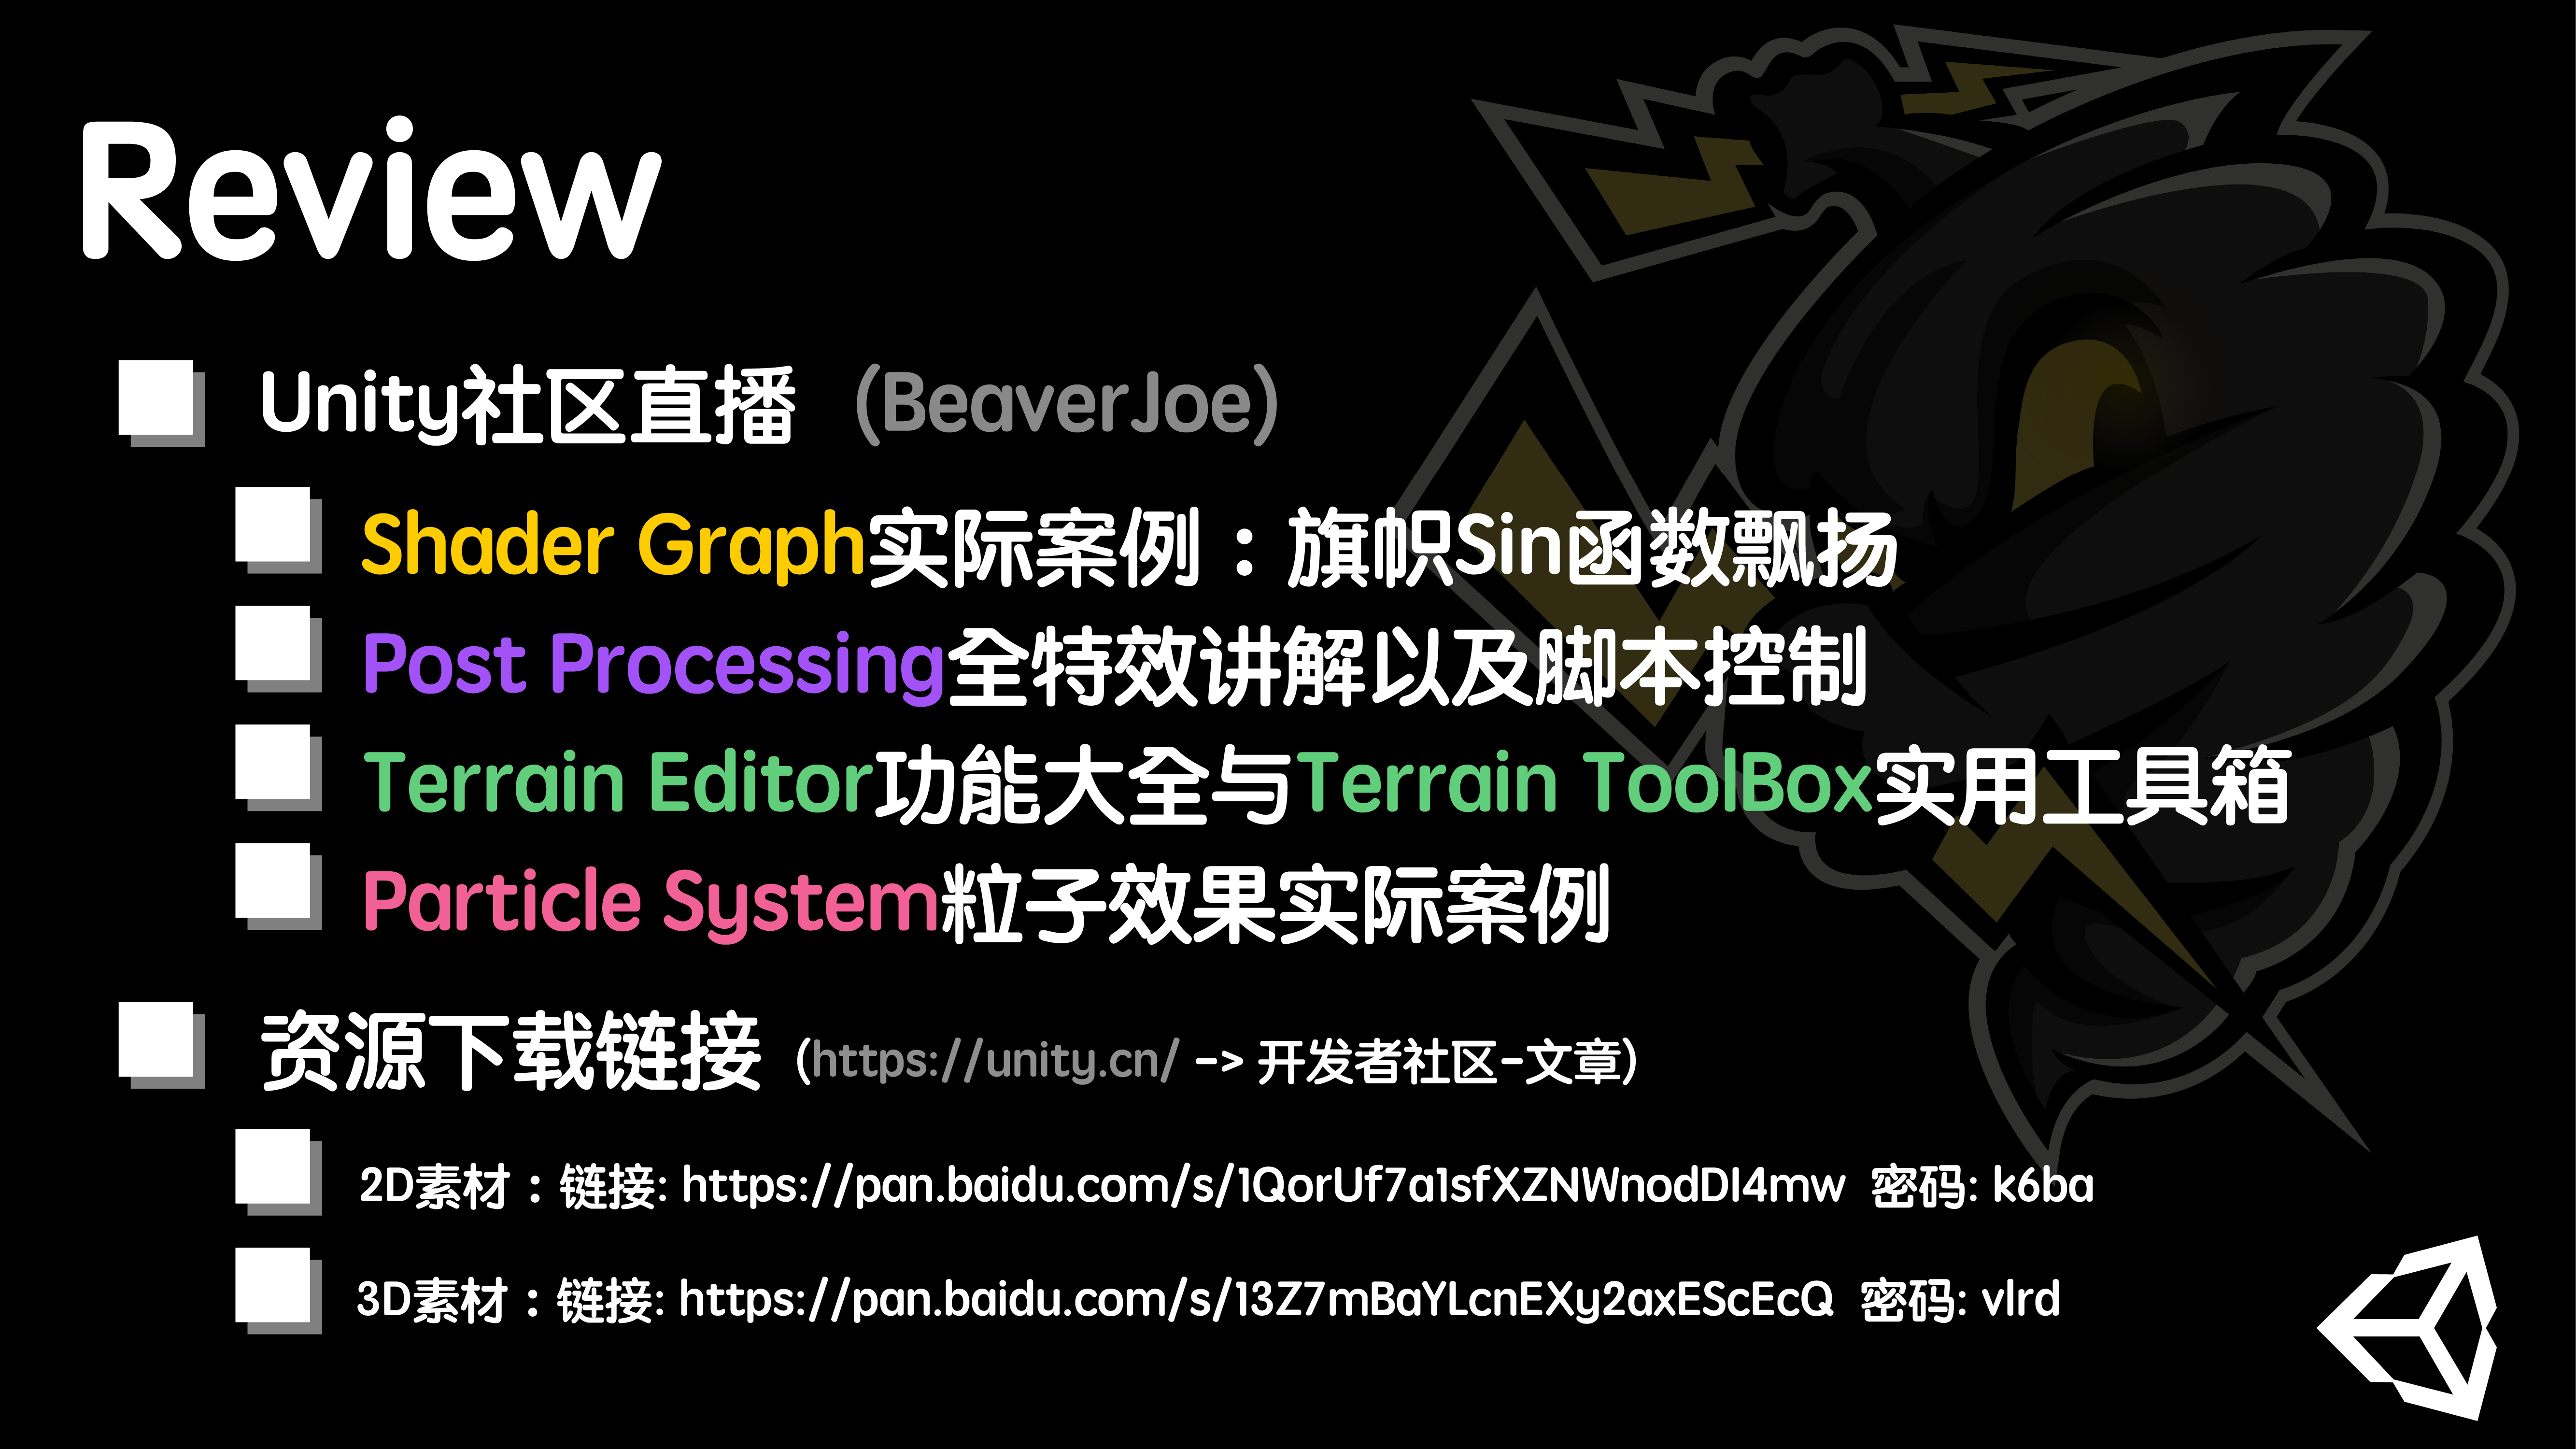 Review
Unity社区直播 (BeaverJoe)
Shader Graph实际案例：旗帜Sin函数飘扬
Post Processing全特效讲解以及脚本控制
Terrain Editor功能大全与Terrain ToolBox实用工具箱
Particle System粒子效果实际案例
资源下载链接 (https://unity.cn/ -> 开发者社区-文章)
2D素材：链接: https://pan.baidu.com/s/1QorUf7a1sfXZNWnodDI4mw 密码: k6ba
3D素材：链接: https://pan.baidu.com/s/13Z7mBaYLcnEXy2axEScEcQ 密码: vlrd